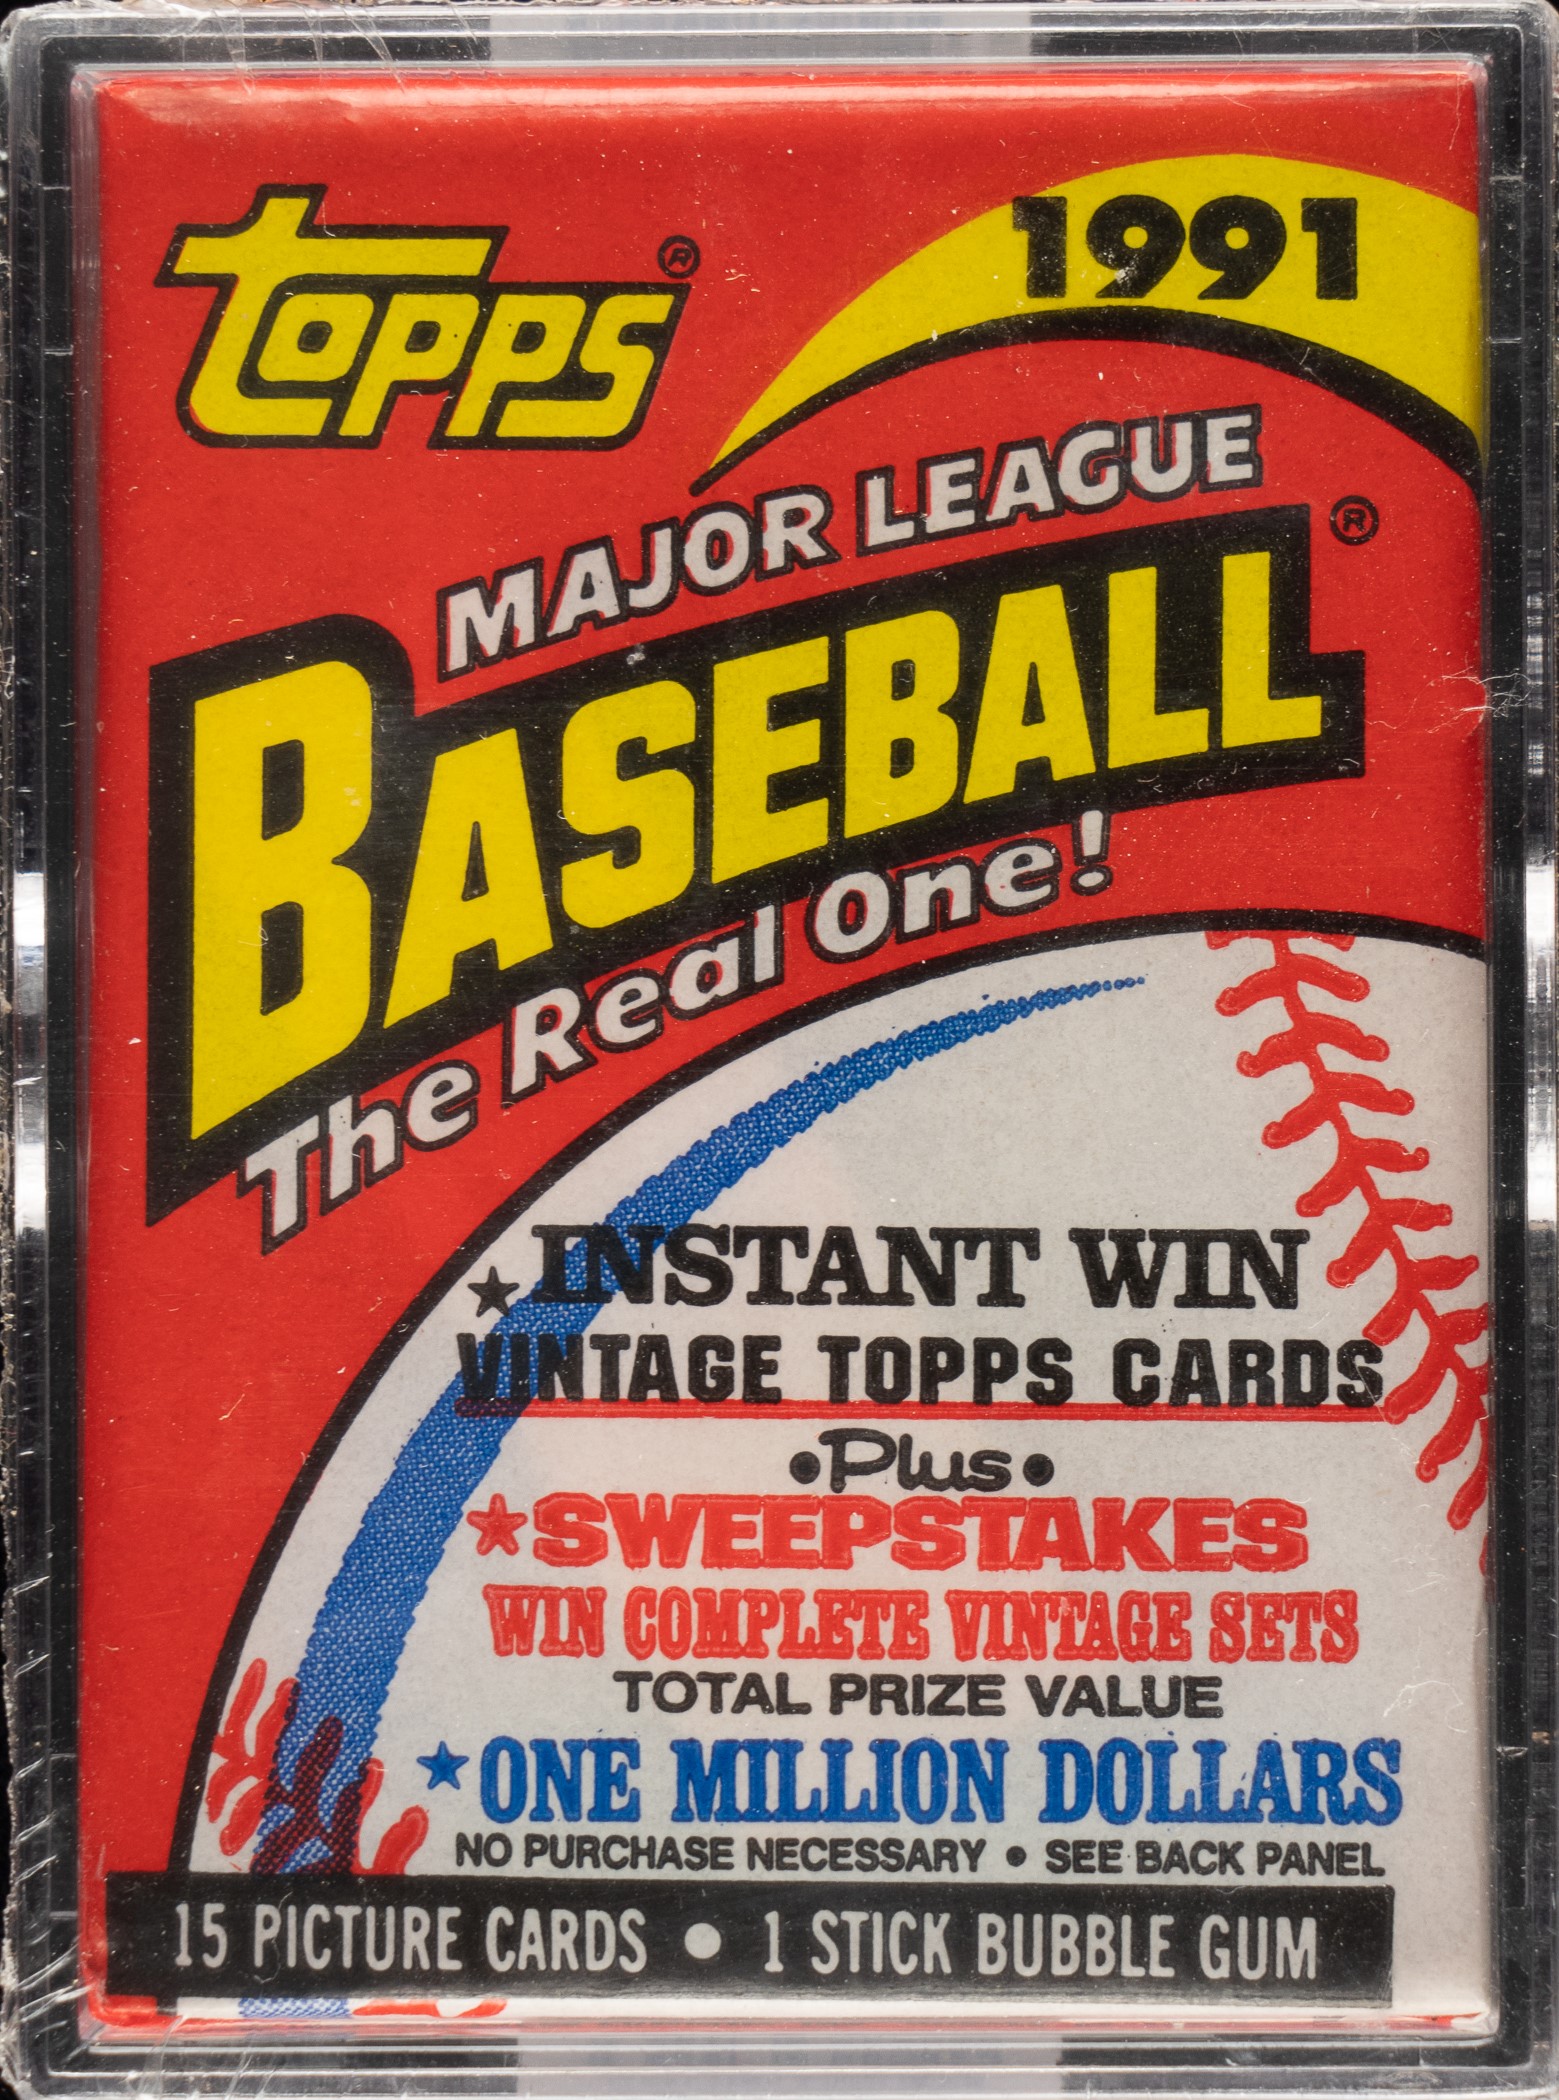 topps®
1991
MAJOR LEAGUE
BASEBALL®
The Real One!
★INSTANT WIN
VINTAGE TOPPS CARDS
•Plus•
★SWEEPSTAKES
WIN COMPLETE VINTAGE SETS
TOTAL PRIZE VALUE
★ONE MILLION DOLLARS
NO PURCHASE NECESSARY • SEE BACK PANEL
15 PICTURE CARDS • 1 STICK BUBBLE GUM